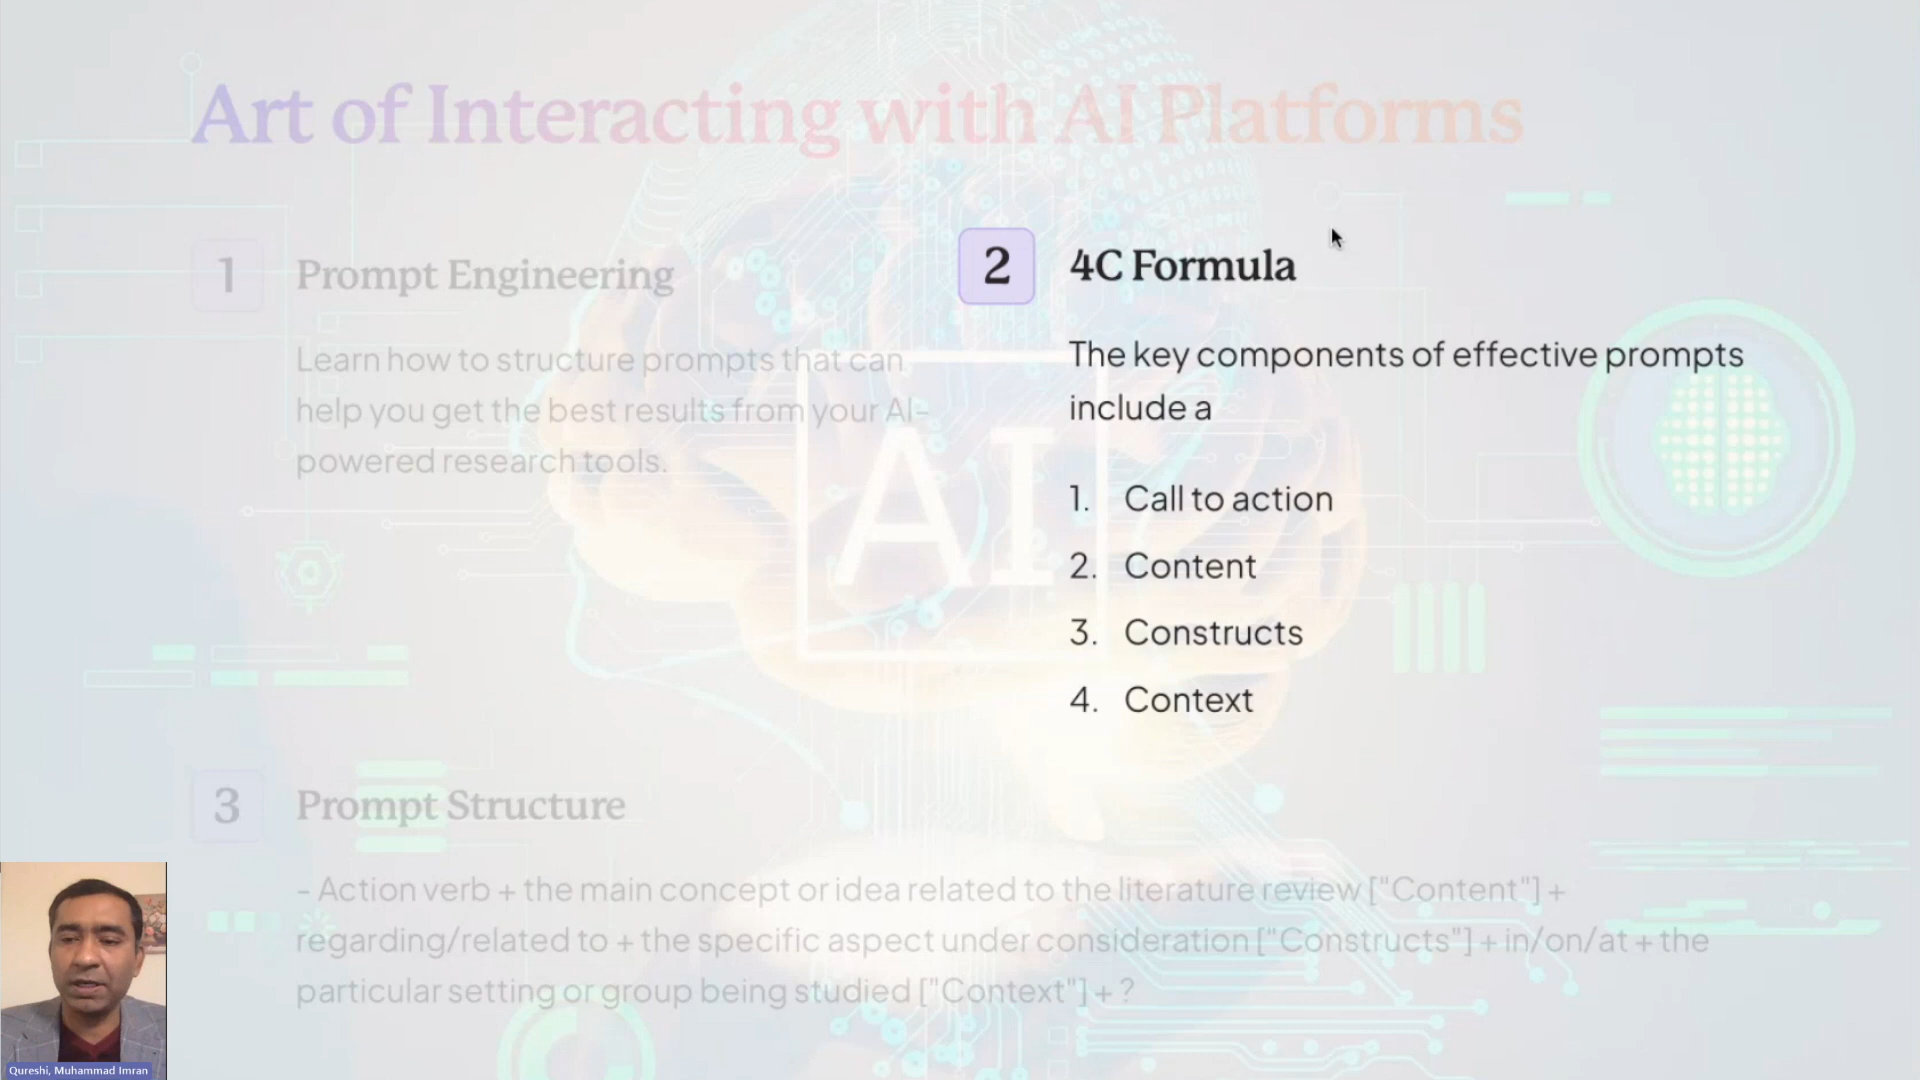 Art of Interacting with AI Platforms
1 Prompt Engineering
Learn how to structure prompts that can
help you get the best results from your AI-
powered research tools.
2 4C Formula
The key components of effective prompts
include a
1. Call to action
2. Content
3. Constructs
4. Context
AI
3 Prompt Structure
- Action verb + the main concept or idea related to the literature review ["Content"] +
regarding/related to + the specific aspect under consideration ["Constructs"] + in/on/at + the
particular setting or group being studied ["Context"] + ?
Qureshi, Muhammad Imran